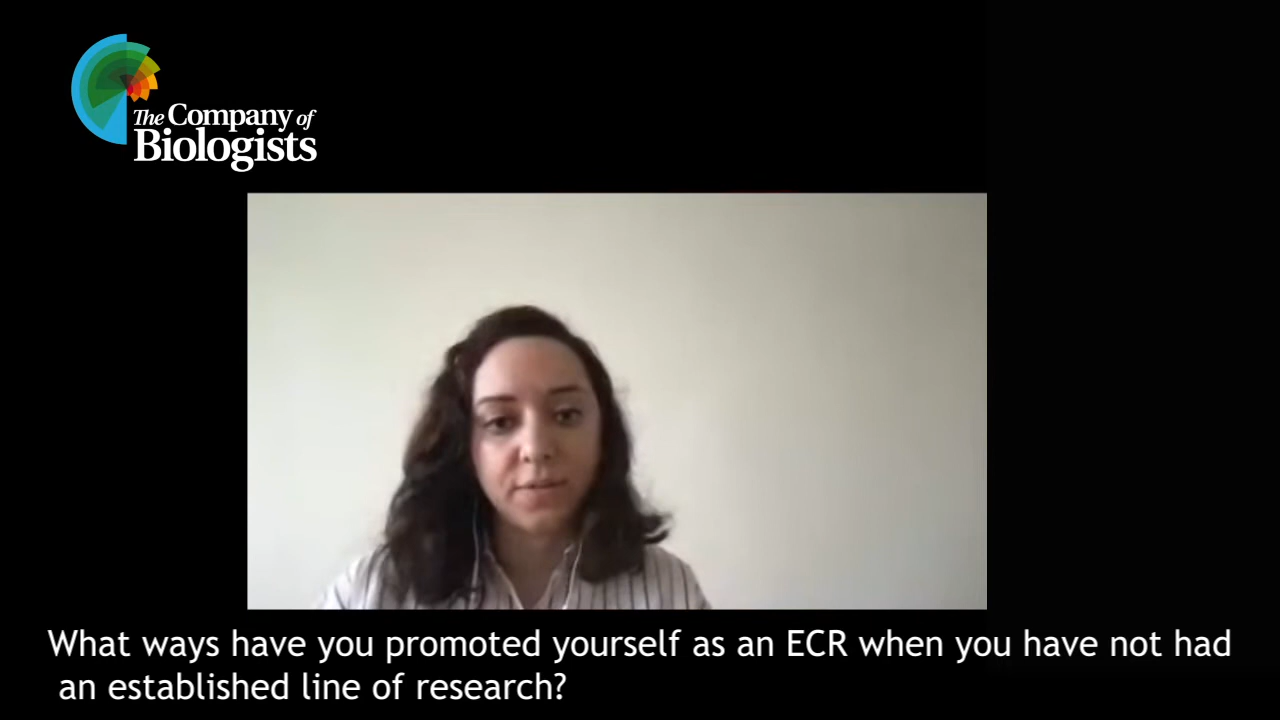 The Company of
Biologists
What ways have you promoted yourself as an ECR when you have not had
an established line of research?